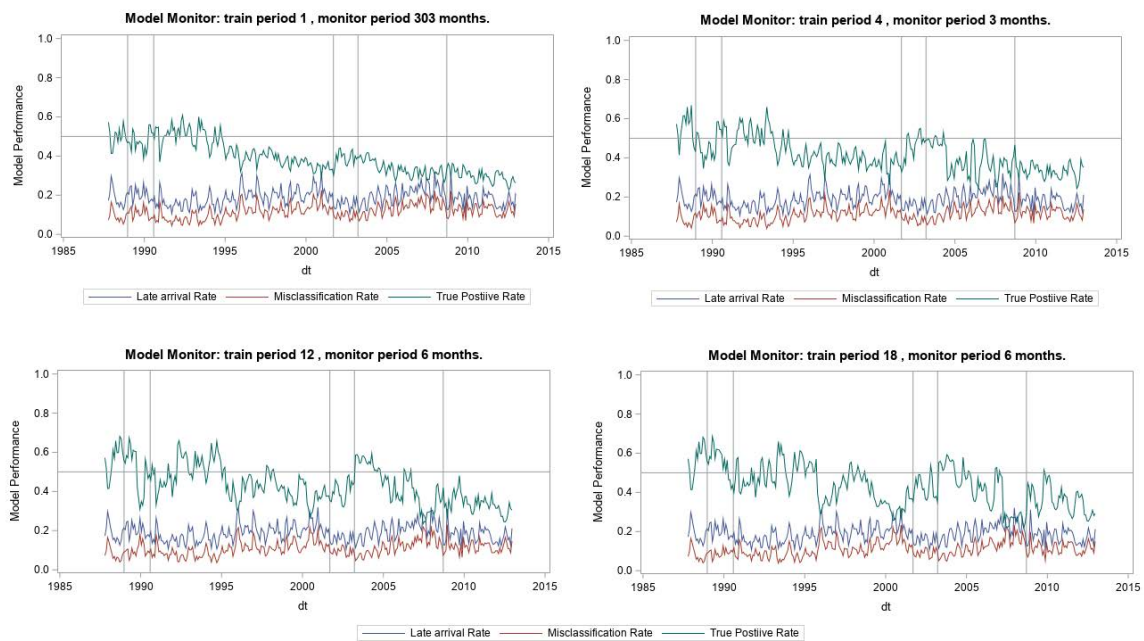 Model Monitor: train period 1 , monitor period 303 months.
1.0
0.8
0.6
0.4
0.2
0.0
Model Performance
1985 1990 1995 2000 2005 2010 2015
dt
Late arrival Rate Misclassification Rate True Postiive Rate
Model Monitor: train period 4 , monitor period 3 months.
1.0
0.8
0.6
0.4
0.2
0.0
Model Performance
1985 1990 1995 2000 2005 2010 2015
dt
Late arrival Rate Misclassification Rate True Postiive Rate
Model Monitor: train period 12 , monitor period 6 months.
1.0
0.8
0.6
0.4
0.2
0.0
Model Performance
1985 1990 1995 2000 2005 2010 2015
dt
Model Monitor: train period 18 , monitor period 6 months.
1.0
0.8
0.6
0.4
0.2
0.0
Model Performance
1985 1990 1995 2000 2005 2010 2015
dt
Late arrival Rate Misclassification Rate True Postiive Rate